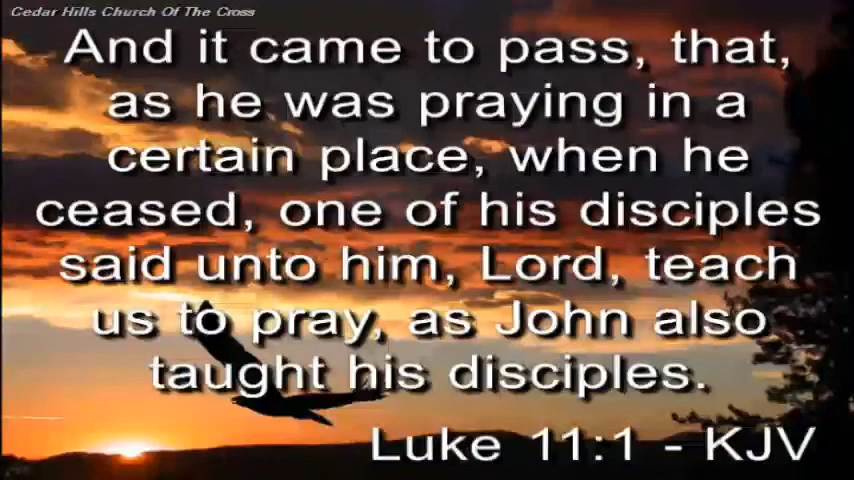 Cedar Hills Church Of The Cross
And it came to pass, that,
as he was praying in a
certain place, when he
ceased, one of his disciples
said unto him, Lord, teach
us to pray, as John also
taught his disciples.
Luke 11:1 - KJV